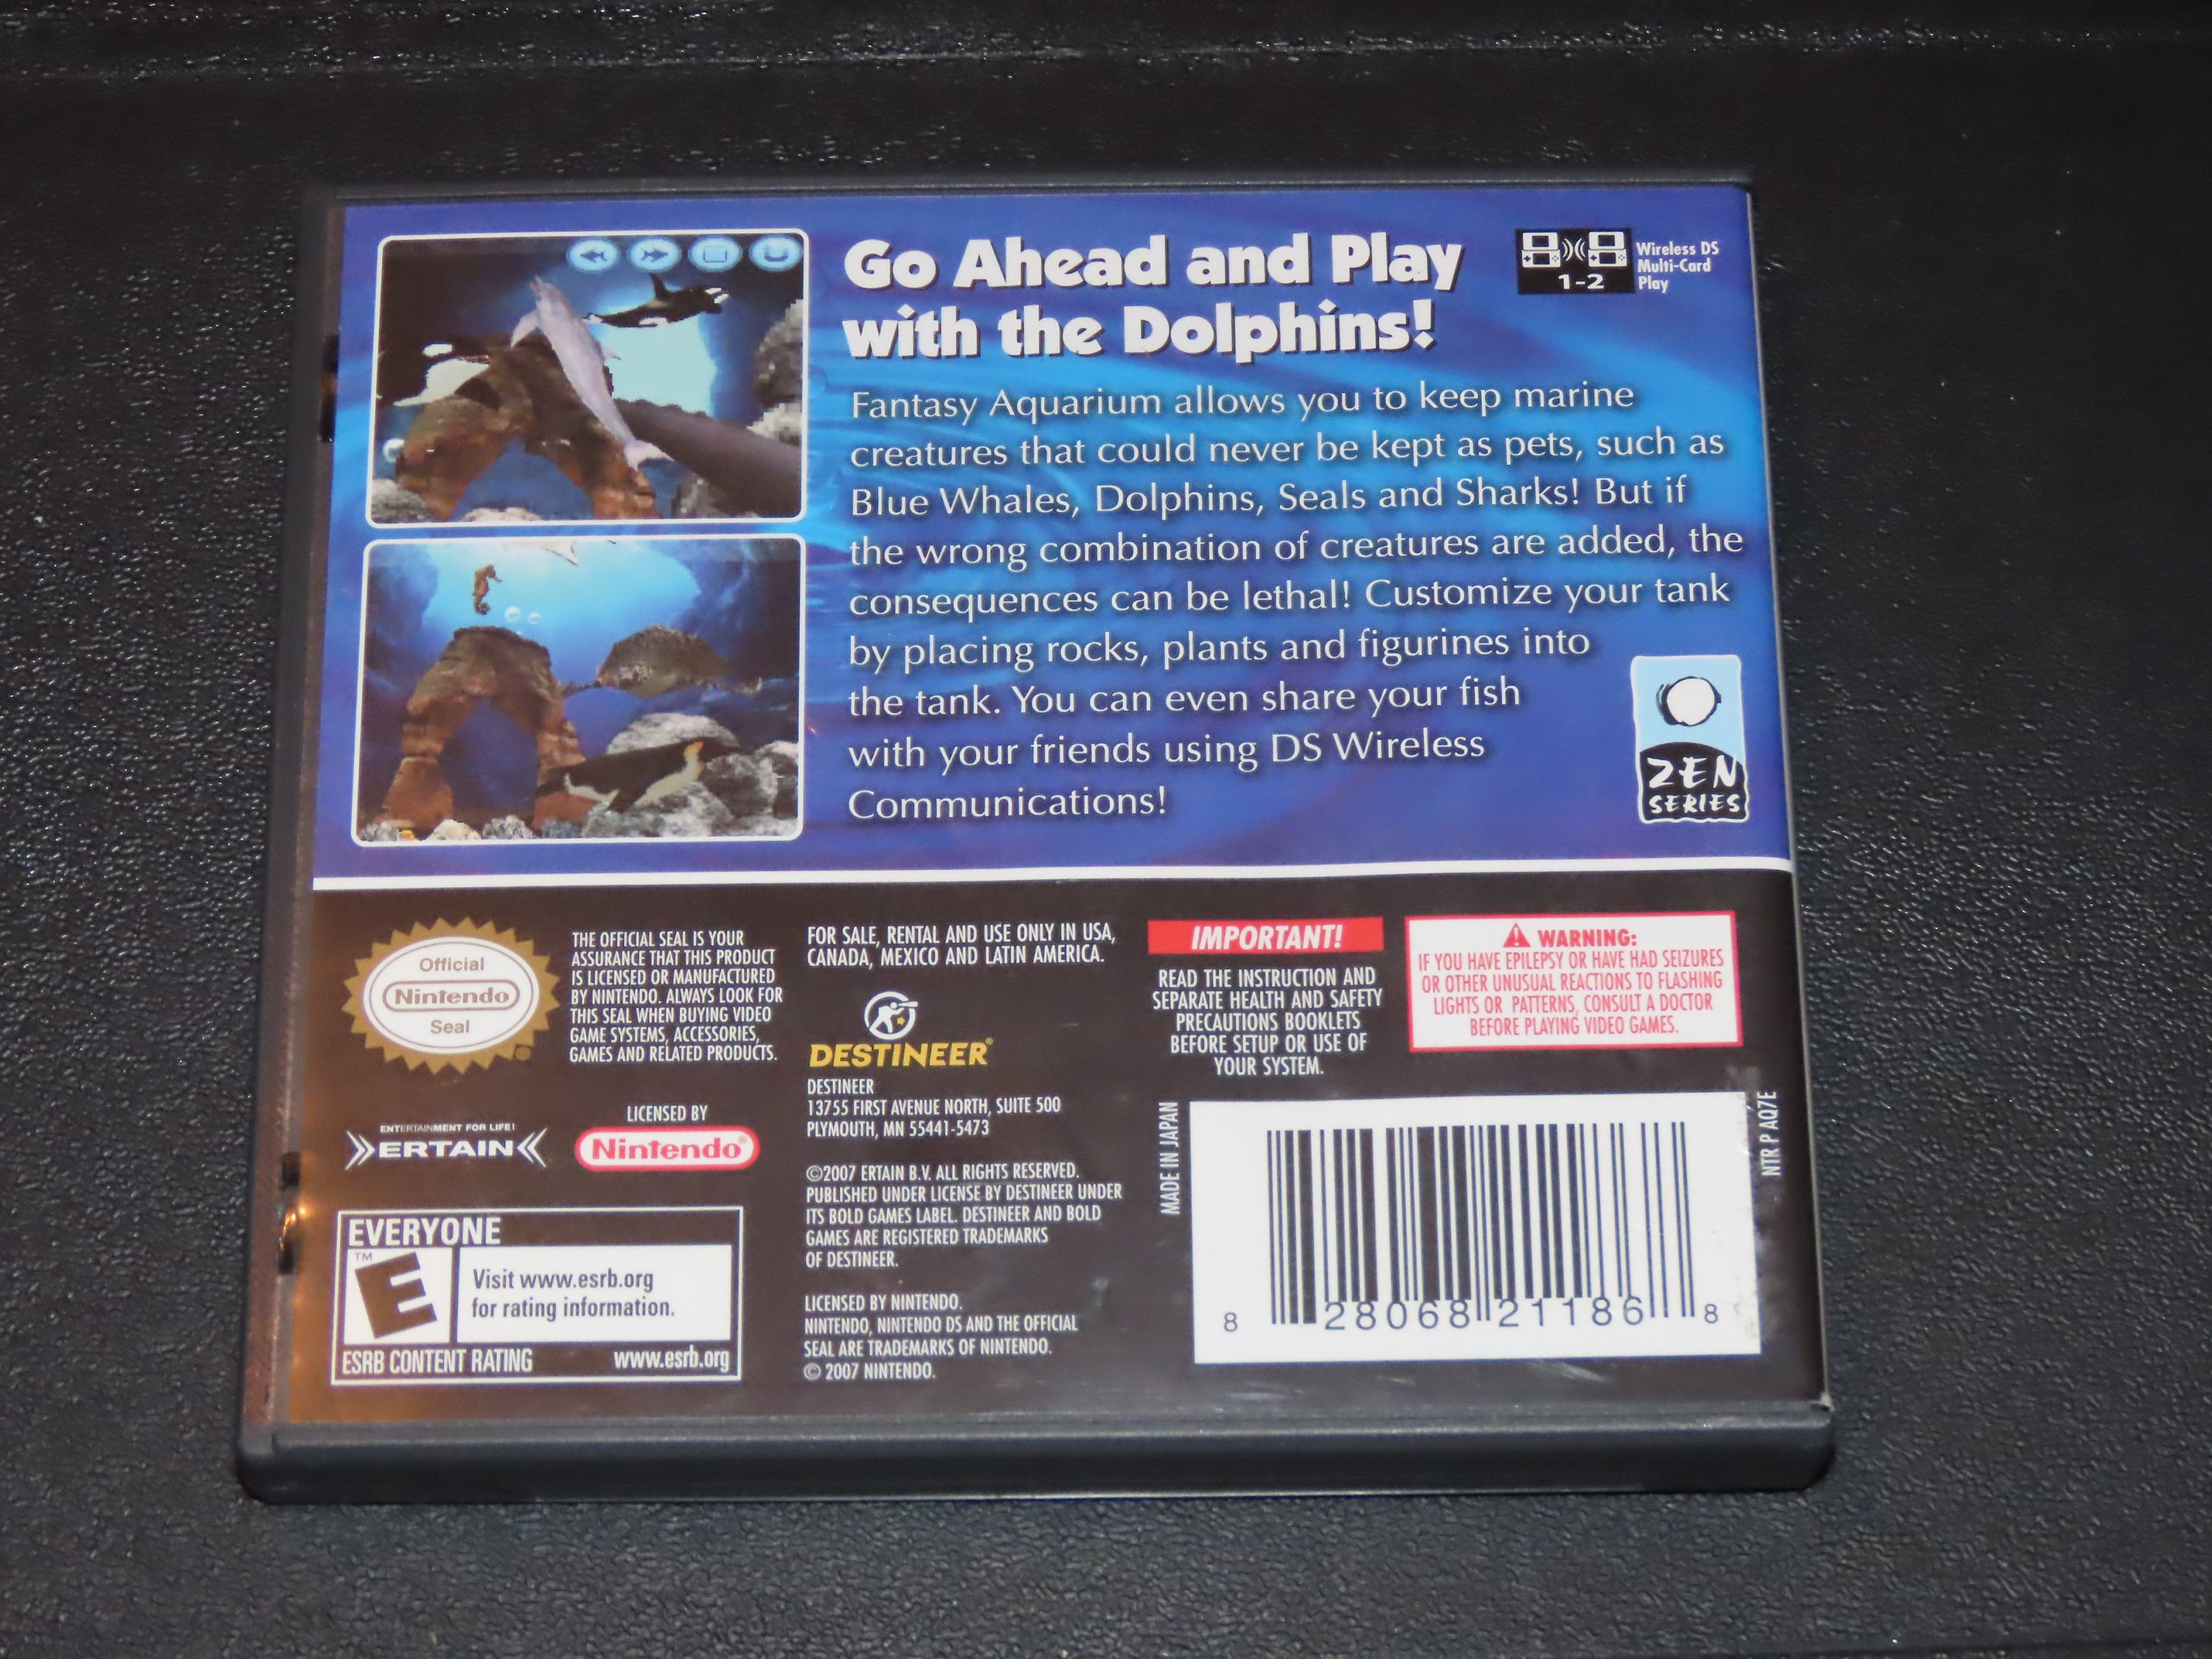 Go Ahead and Play
with the Dolphins!
1-2
Wireless DS
Multi-Card
Play
Fantasy Aquarium allows you to keep marine
creatures that could never be kept as pets, such as
Blue Whales, Dolphins, Seals and Sharks! But if
the wrong combination of creatures are added, the
consequences can be lethal! Customize your tank
by placing rocks, plants and figurines into
the tank. You can even share your fish
with your friends using DS Wireless
Communications!
ZEN
SERIES
Official
Nintendo
Seal
THE OFFICIAL SEAL IS YOUR
ASSURANCE THAT THIS PRODUCT
IS LICENSED OR MANUFACTURED
BY NINTENDO. ALWAYS LOOK FOR
THIS SEAL WHEN BUYING VIDEO
GAME SYSTEMS, ACCESSORIES,
GAMES AND RELATED PRODUCTS.
ENTERTAINMENT FOR LIFE!
ERTAIN
LICENSED BY
Nintendo®
EVERYONE
™
E
Visit www.esrb.org
for rating information.
ESRB CONTENT RATING www.esrb.org
FOR SALE, RENTAL AND USE ONLY IN USA,
CANADA, MEXICO AND LATIN AMERICA.
DESTINEER®
DESTINEER
13755 FIRST AVENUE NORTH, SUITE 500
PLYMOUTH, MN 55441-5473
©2007 ERTAIN B.V. ALL RIGHTS RESERVED.
PUBLISHED UNDER LICENSE BY DESTINEER UNDER
ITS BOLD GAMES LABEL. DESTINEER AND BOLD
GAMES ARE REGISTERED TRADEMARKS
OF DESTINEER.
LICENSED BY NINTENDO.
NINTENDO, NINTENDO DS AND THE OFFICIAL
SEAL ARE TRADEMARKS OF NINTENDO.
© 2007 NINTENDO.
IMPORTANT!
READ THE INSTRUCTION AND
SEPARATE HEALTH AND SAFETY
PRECAUTIONS BOOKLETS
BEFORE SETUP OR USE OF
YOUR SYSTEM.
WARNING:
IF YOU HAVE EPILEPSY OR HAVE HAD SEIZURES
OR OTHER UNUSUAL REACTIONS TO FLASHING
LIGHTS OR PATTERNS, CONSULT A DOCTOR
BEFORE PLAYING VIDEO GAMES.
MADE IN JAPAN
8 28068 21186 8
NTR P AQ7E